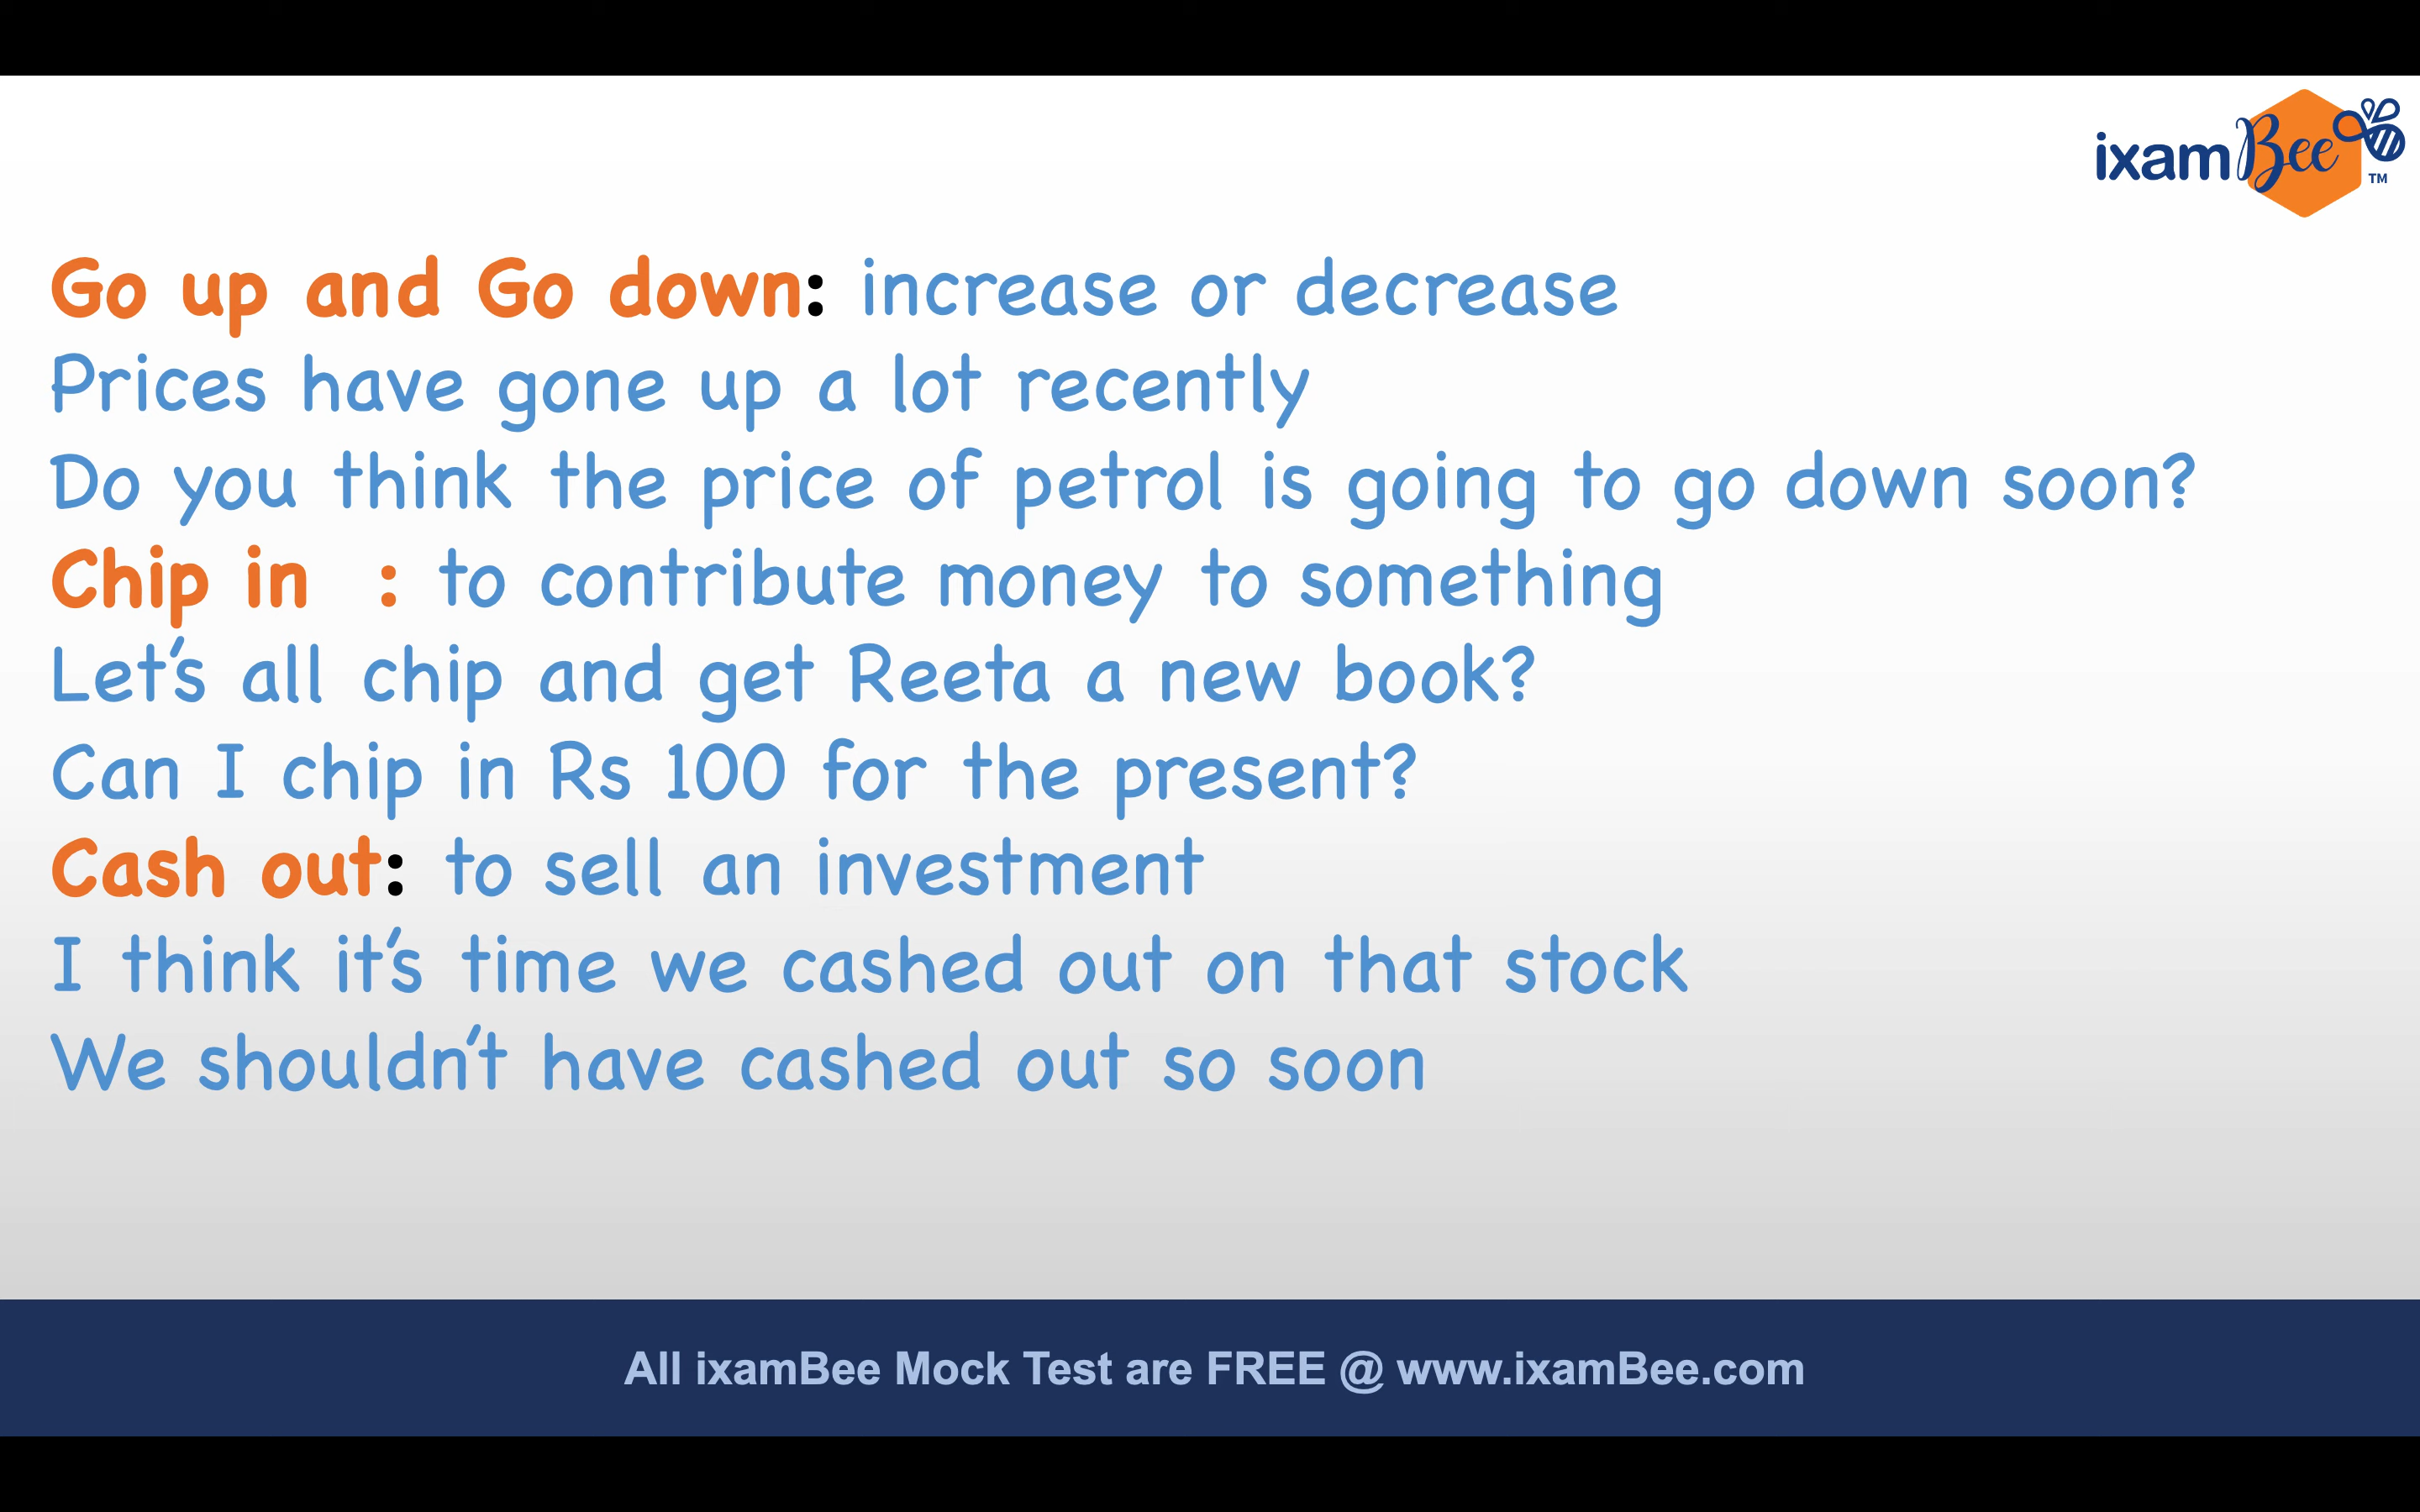 ixamBee TM
Go up and Go down: increase or decrease
Prices have gone up a lot recently
Do you think the price of petrol is going to go down soon?
Chip in : to contribute money to something
Let's all chip and get Reeta a new book?
Can I chip in Rs 100 for the present?
Cash out: to sell an investment
I think it's time we cashed out on that stock
We shouldn't have cashed out so soon
All ixamBee Mock Test are FREE @ www.ixamBee.com